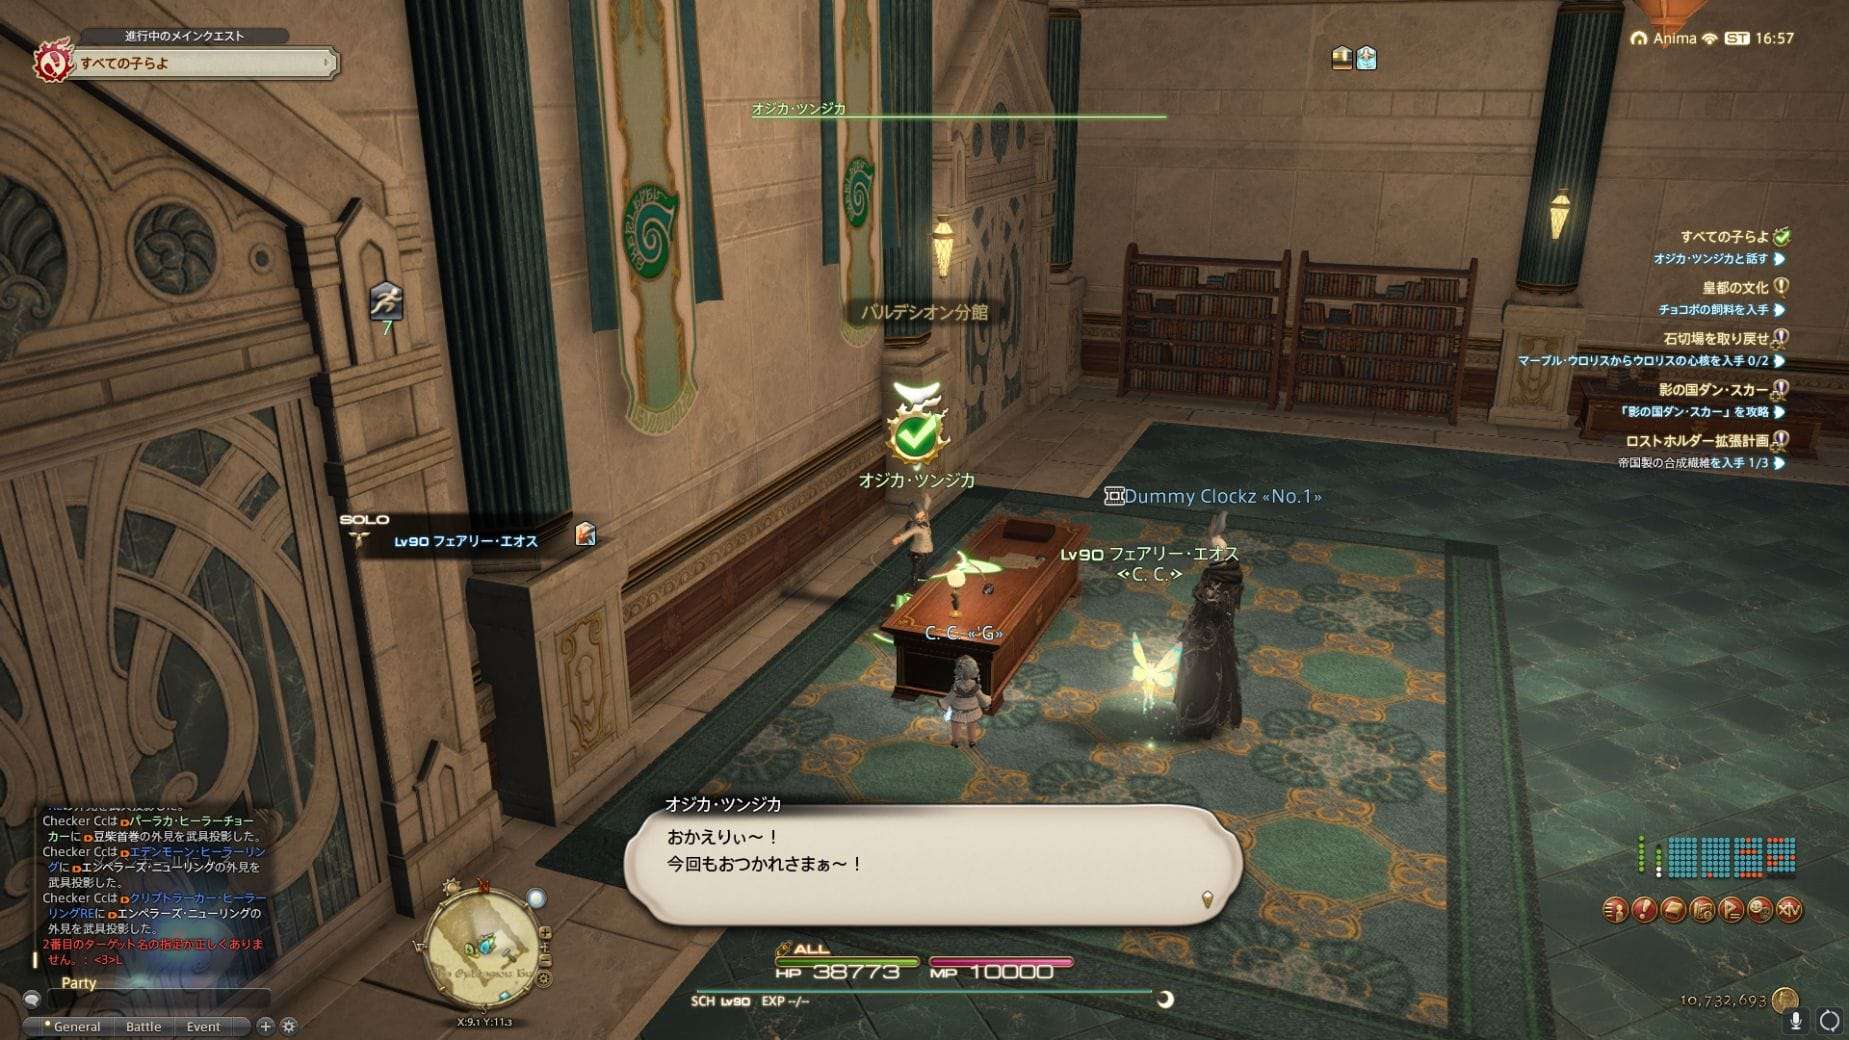 進行中のメインクエスト
すべての子らよ
Anima ST 16:57
オジカ・ツンジカ
すべての子らよ
オジカ・ツンジカと話す
皇都の文化
チョコボの飼料を入手
石切場を取り戻せ
マーブル・ウロリスからウロリスの心核を入手 0/2
影の国ダン・スカー
「影の国ダン・スカー」を攻略
ロストホルダー拡張計画
帝国製の合成繊維を入手 1/3
バルデシオン分館
7
オジカ・ツンジカ
Dummy Clockz «No.1»
SOLO
Lv90 フェアリー・エオス
Lv90 フェアリー・エオス
<C. C.>
C. C. «'G»
オジカ・ツンジカ
おかえりぃ～！
今回もおつかれさまぁ～！
Checker Ccは パーラカ・ヒーラーチョー
カーに 豆柴首巻の外見を武具投影した。
Checker Ccは エデンモーン・ヒーラーリン
グに エンペラーズ・ニューリングの外見を
武具投影した。
Checker Ccは クリプトラーカー・ヒーラー
リングREに エンペラーズ・ニューリングの
外見を武具投影した。
2番目のターゲット名の指定が正しくありま
せん。：<3>L
Party
General Battle Event
X:9.1 Y:11.3
ALL
HP 38773 MP 10000
SCH Lv90 EXP --/--
XIV
10,732,693